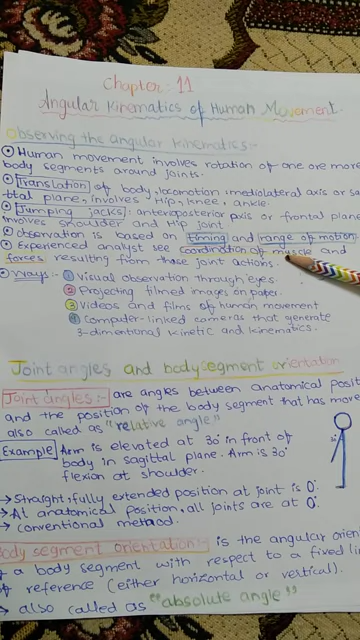 Chapter: 11
Angular Kinematics of Human Movement.
Observing the angular kinematics:-
Human movement involves rotation of one or more
body segments around joints.
Translation of body, locomotion: mediolateral axis or sa-
ttal plane, involves Hip, knee, ankle.
Jumping jacks: anteroposterior axis or frontal plane
involves shoulder and Hip joint
observation is based on timing and range of motion
Experienced analyst see coordination of muscle and
forces resulting from those joint actions.
Ways:- 1 Visual observation through eyes.
2 Projecting filmed images on paper.
3 Videos and films of human movement
4 Computer-linked cameras that generate
3-dimentional kinetic and kinematics.
Joint angles and body segment orientation
Joint angles:- are angles between anatomical posit
and the position of the body segment that has move
also called as "relative angle"
Example Arm is elevated at 30° in front of
body in sagittal plane. Arm is 30°
flexion at shoulder.
→ Straight, fully extended position at joint is 0°.
→ At anatomical position, all joints are at 0°.
→ conventional method.
Body segment orientation:- is the angular orien
of a body segment with respect to a fixed lin
of reference (either horizontal or vertical).
→ also called as "absolute angle"